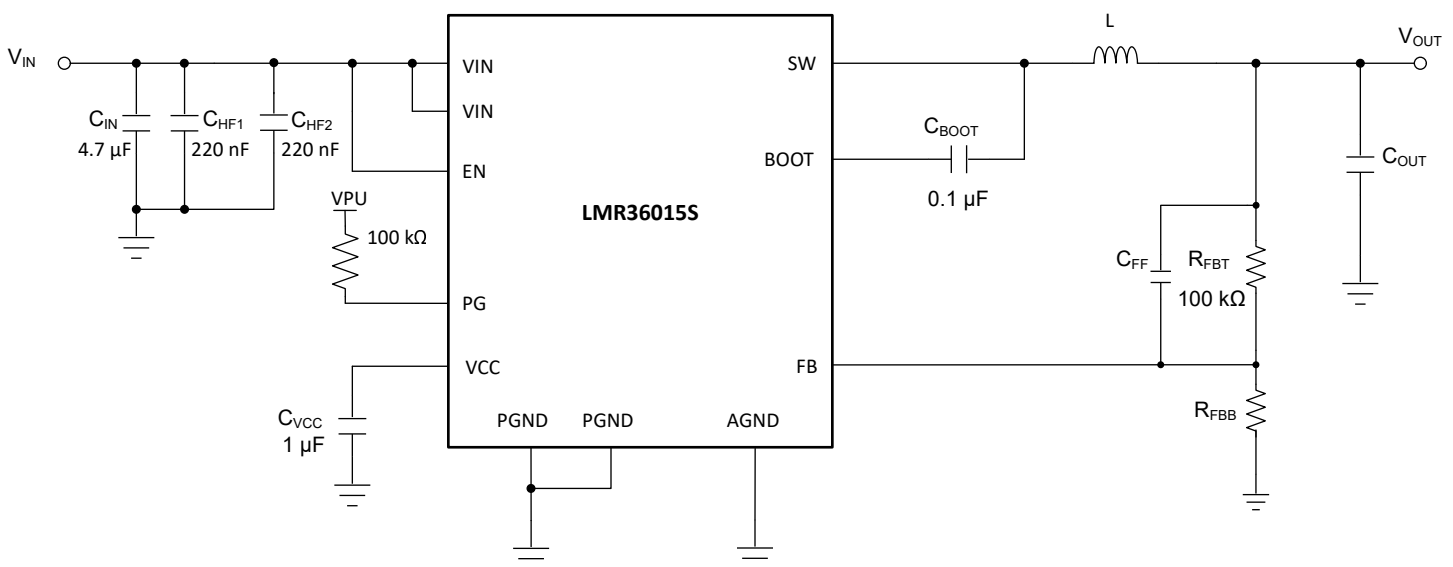 L
V_IN
V_OUT
VIN
SW
VIN
C_IN
4.7 µF
C_HF1
220 nF
C_HF2
220 nF
C_BOOT
0.1 µF
BOOT
EN
C_OUT
VPU
100 kΩ
LMR36015S
C_FF
R_FBT
100 kΩ
PG
VCC
FB
C_VCC
1 µF
PGND
PGND
AGND
R_FBB